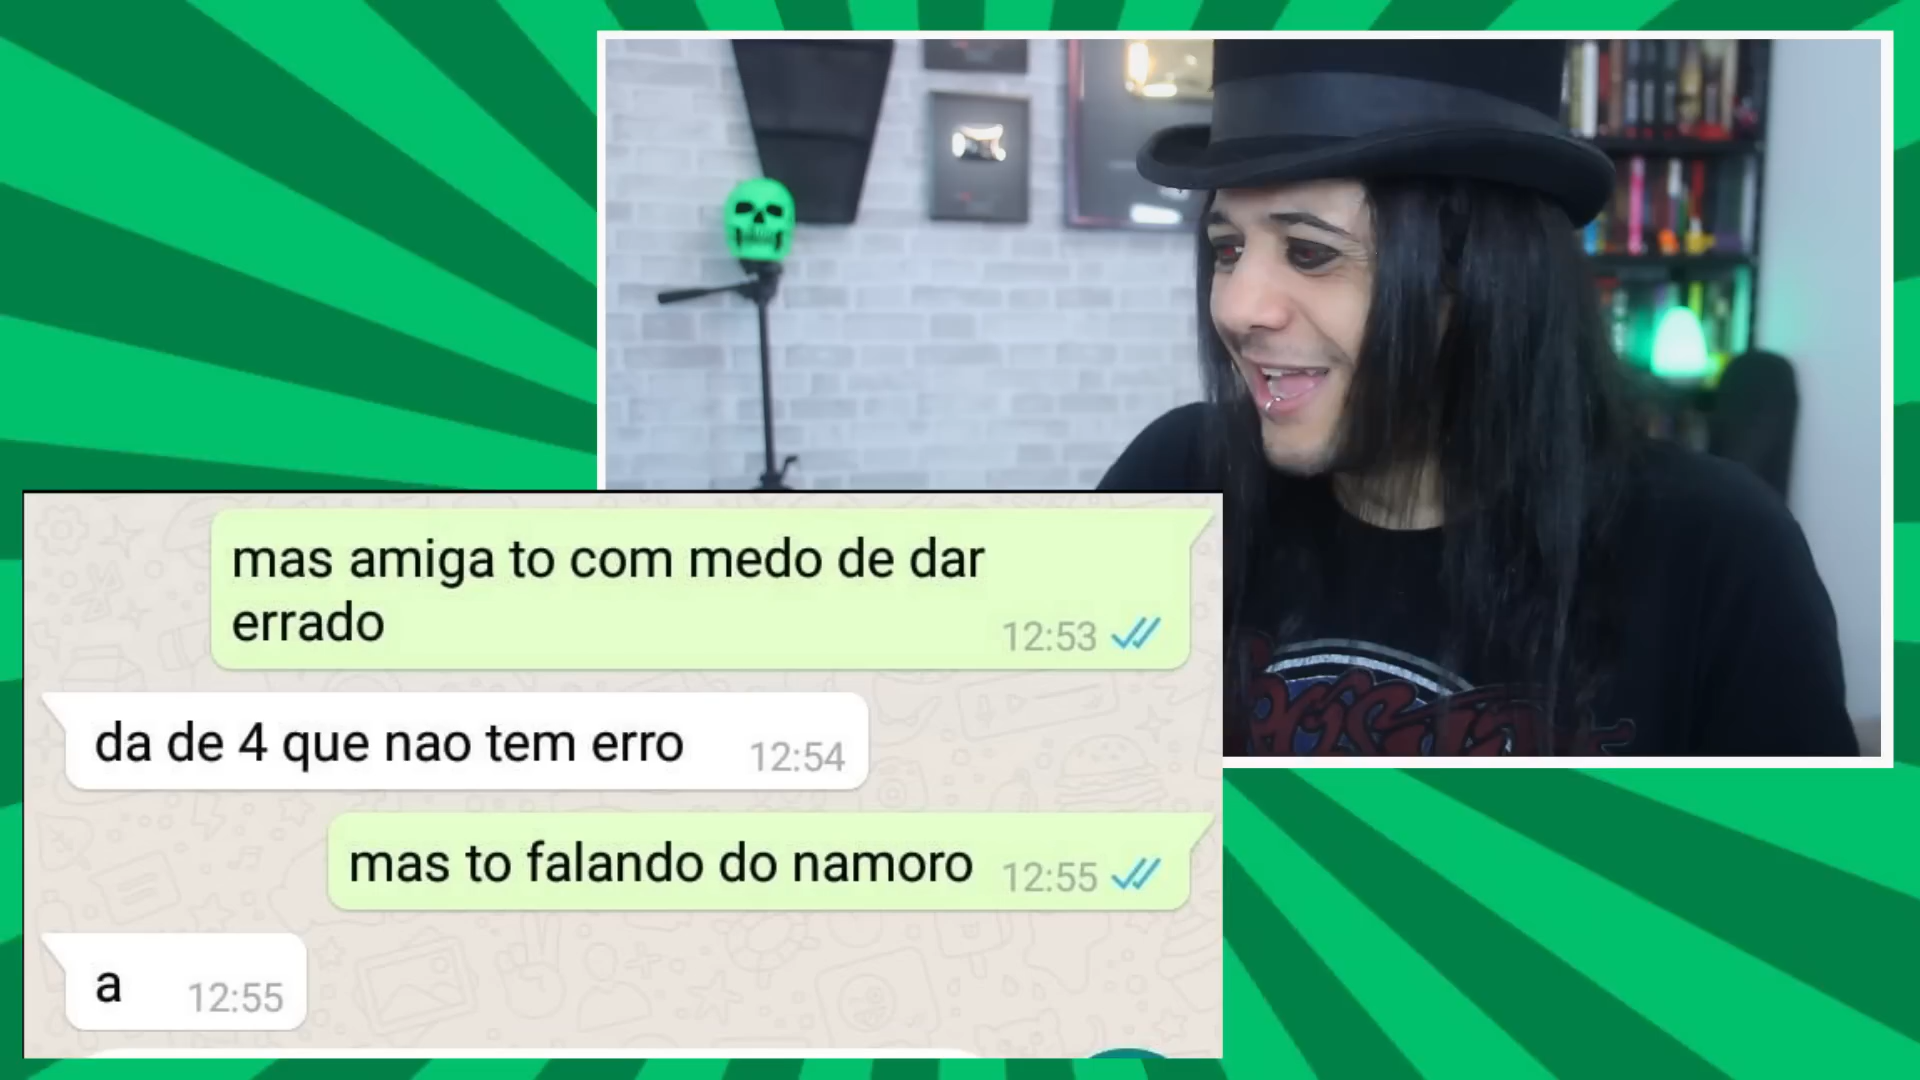 mas amiga to com medo de dar
errado
12:53
da de 4 que nao tem erro 12:54
mas to falando do namoro 12:55
a 12:55